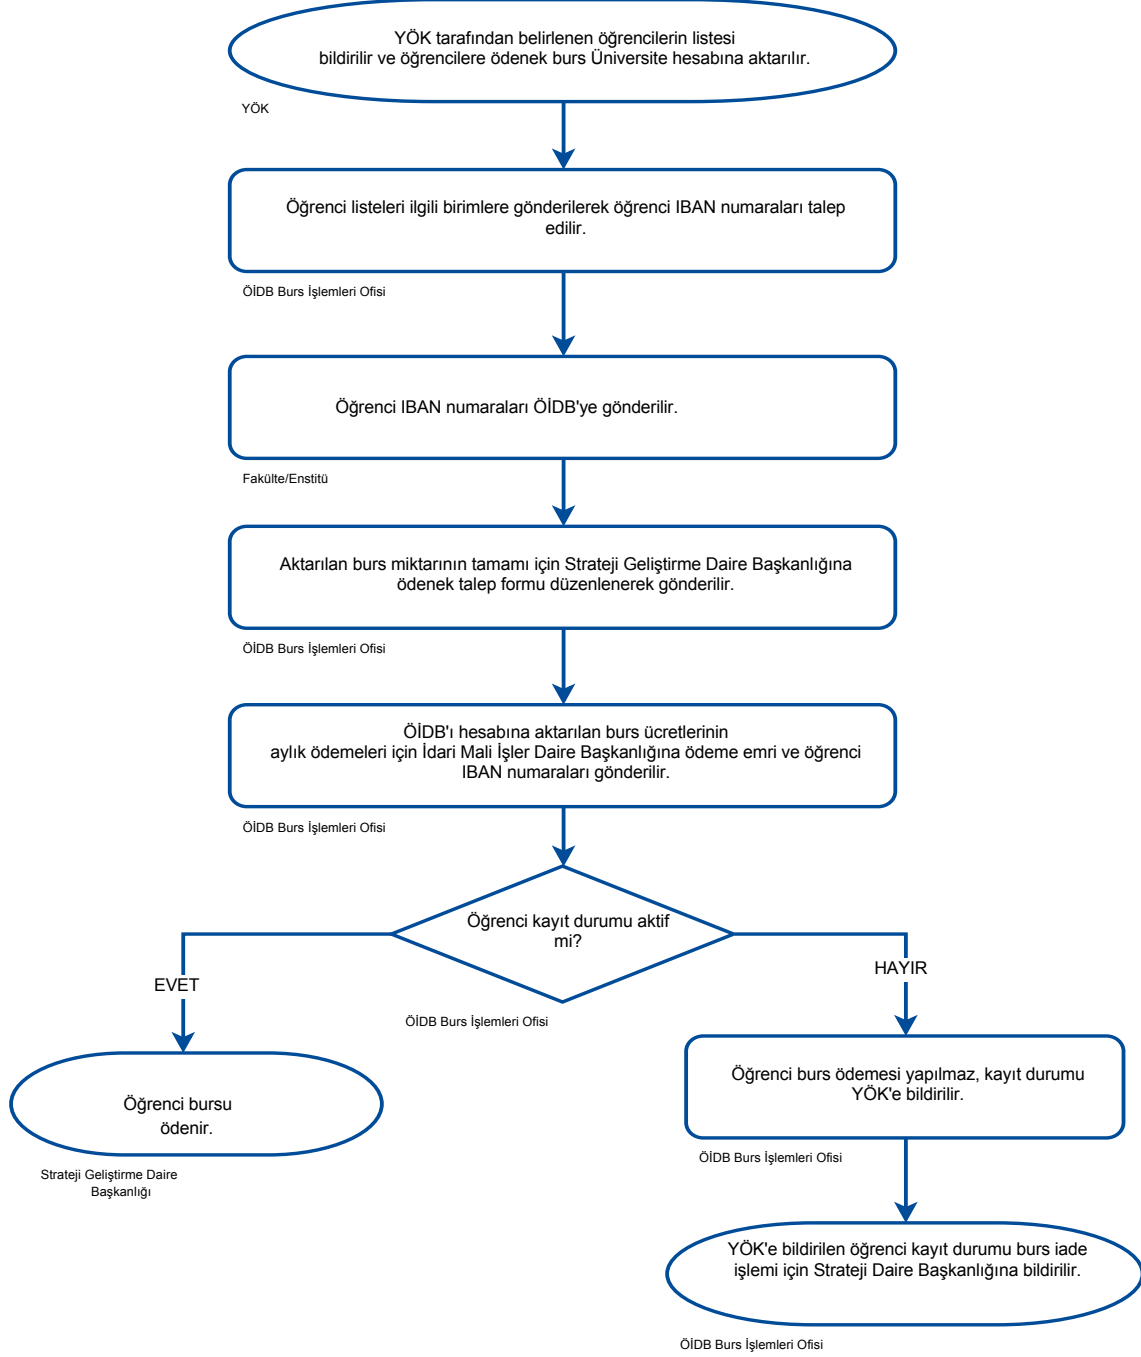 YÖK tarafından belirlenen öğrencilerin listesi
bildirilir ve öğrencilere ödenek burs Üniversite hesabına aktarılır.
YÖK
Öğrenci listeleri ilgili birimlere gönderilerek öğrenci IBAN numaraları talep
edilir.
ÖİDB Burs İşlemleri Ofisi
Öğrenci IBAN numaraları ÖİDB'ye gönderilir.
Fakülte/Enstitü
Aktarılan burs miktarının tamamı için Strateji Geliştirme Daire Başkanlığına
ödenek talep formu düzenlenerek gönderilir.
ÖİDB Burs İşlemleri Ofisi
ÖİDB'ı hesabına aktarılan burs ücretlerinin
aylık ödemeleri için İdari Mali İşler Daire Başkanlığına ödeme emri ve öğrenci
IBAN numaraları gönderilir.
ÖİDB Burs İşlemleri Ofisi
Öğrenci kayıt durumu aktif
mi?
ÖİDB Burs İşlemleri Ofisi
EVET
Öğrenci bursu
ödenir.
Strateji Geliştirme Daire
Başkanlığı
HAYIR
Öğrenci burs ödemesi yapılmaz, kayıt durumu
YÖK'e bildirilir.
ÖİDB Burs İşlemleri Ofisi
YÖK'e bildirilen öğrenci kayıt durumu burs iade
işlemi için Strateji Daire Başkanlığına bildirilir.
ÖİDB Burs İşlemleri Ofisi